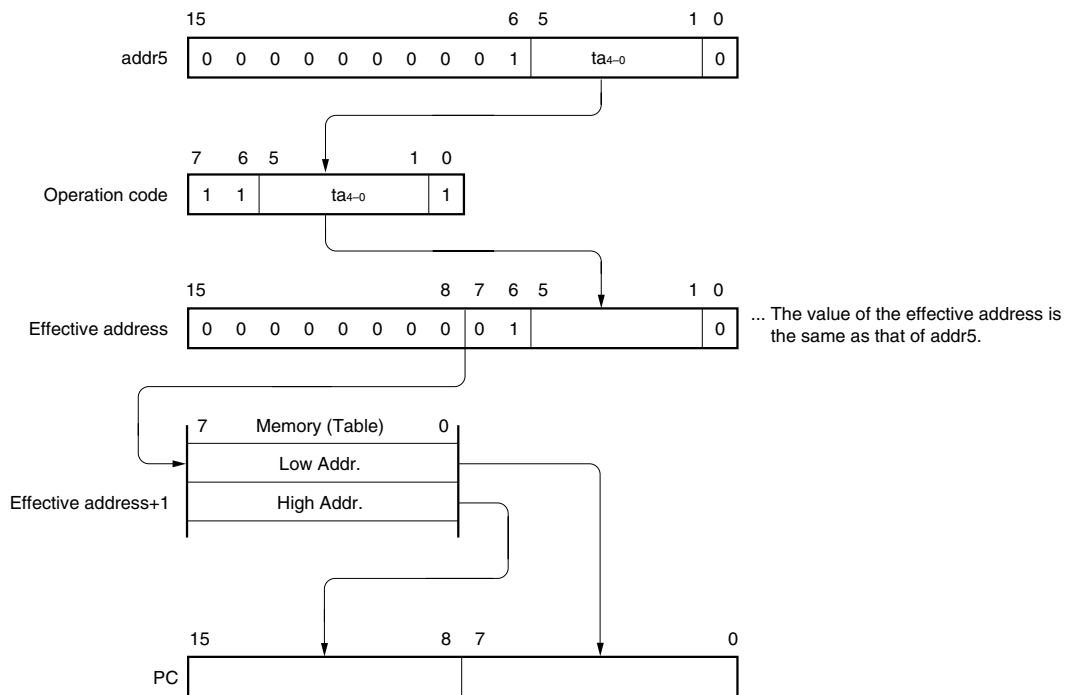 15 6 5 1 0
addr5 0 0 0 0 0 0 0 0 0 1 ta4–0 0
7 6 5 1 0
Operation code 1 1 ta4–0 1
15 8 7 6 5 1 0
Effective address 0 0 0 0 0 0 0 0 0 1 0
... The value of the effective address is
the same as that of addr5.
7 Memory (Table) 0
Low Addr.
Effective address+1 High Addr.
15 8 7 0
PC